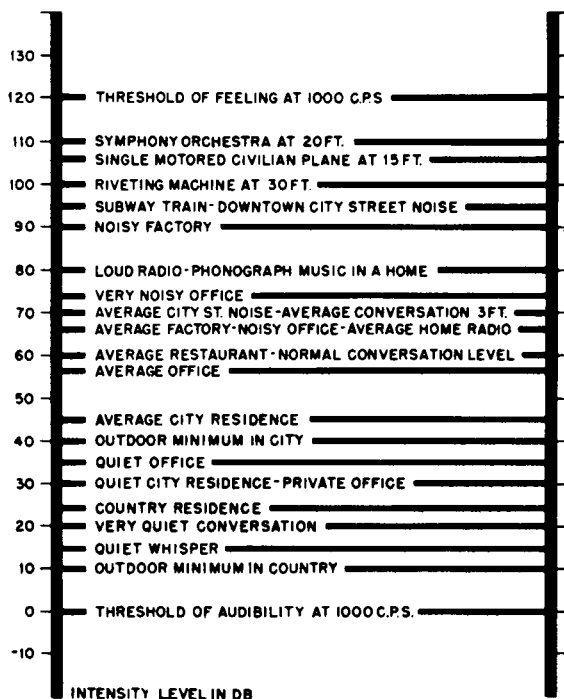 130
120 THRESHOLD OF FEELING AT 1000 C.P.S
110 SYMPHONY ORCHESTRA AT 20 FT.
SINGLE MOTORED CIVILIAN PLANE AT 15 FT.
100 RIVETING MACHINE AT 30 FT.
SUBWAY TRAIN-DOWNTOWN CITY STREET NOISE
90 NOISY FACTORY
80 LOUD RADIO-PHONOGRAPH MUSIC IN A HOME
VERY NOISY OFFICE
70 AVERAGE CITY ST. NOISE-AVERAGE CONVERSATION 3 FT.
AVERAGE FACTORY-NOISY OFFICE-AVERAGE HOME RADIO
60 AVERAGE RESTAURANT-NORMAL CONVERSATION LEVEL
AVERAGE OFFICE
50
AVERAGE CITY RESIDENCE
40 OUTDOOR MINIMUM IN CITY
QUIET OFFICE
30 QUIET CITY RESIDENCE-PRIVATE OFFICE
COUNTRY RESIDENCE
20 VERY QUIET CONVERSATION
QUIET WHISPER
10 OUTDOOR MINIMUM IN COUNTRY
0 THRESHOLD OF AUDIBILITY AT 1000 C.P.S.
-10
INTENSITY LEVEL IN DB